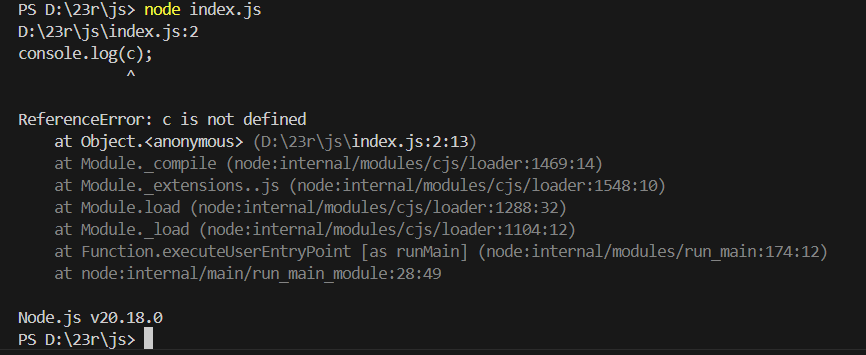 PS D:\23r\js> node index.js
D:\23r\js\index.js:2
console.log(c);
            ^

ReferenceError: c is not defined
    at Object.<anonymous> (D:\23r\js\index.js:2:13)
    at Module._compile (node:internal/modules/cjs/loader:1469:14)
    at Module._extensions..js (node:internal/modules/cjs/loader:1548:10)
    at Module.load (node:internal/modules/cjs/loader:1288:32)
    at Module._load (node:internal/modules/cjs/loader:1104:12)
    at Function.executeUserEntryPoint [as runMain] (node:internal/modules/run_main:174:12)
    at node:internal/main/run_main_module:28:49

Node.js v20.18.0
PS D:\23r\js>